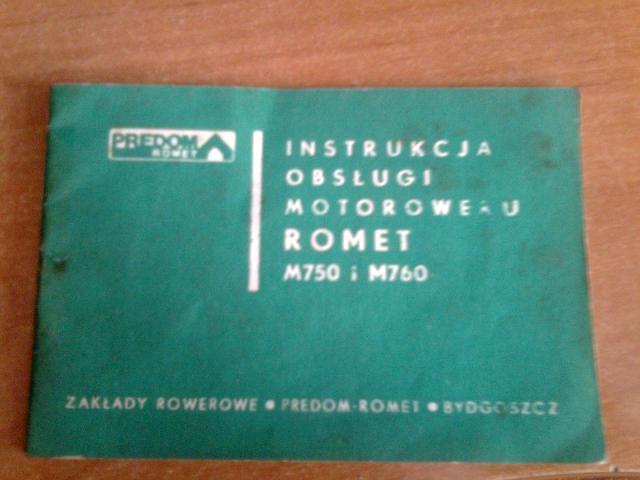 PREDOM
ROMET
INSTRUKCJA
OBSŁUGI
MOTOROWERU
ROMET
M750 i M760
ZAKŁADY ROWEROWE • PREDOM-ROMET • BYDGOSZCZ